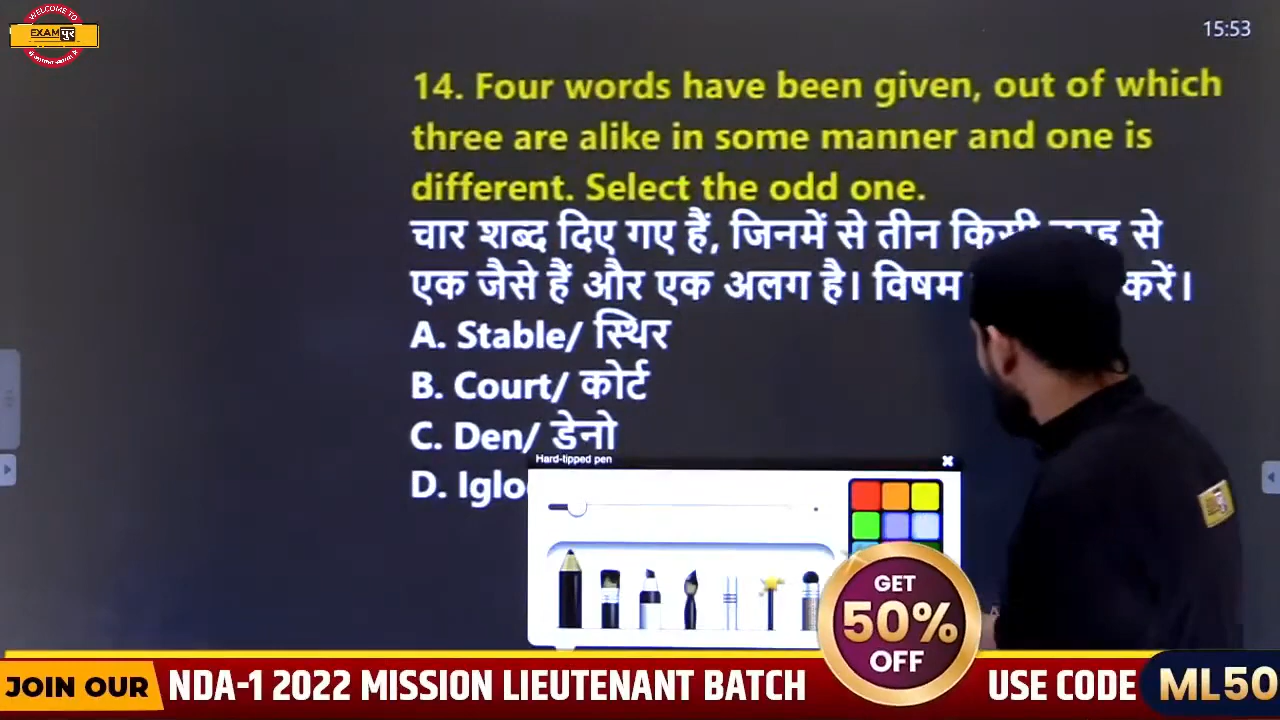 WELCOME TO
EXAMपुर
15:53
14. Four words have been given, out of which
three are alike in some manner and one is
different. Select the odd one.
चार शब्द दिए गए हैं, जिनमें से तीन किसी से
एक जैसे हैं और एक अलग है। विषम करें।
A. Stable/ स्थिर
B. Court/ कोर्ट
C. Den/ डेनो
D.
Hard-tipped pen
GET
50%
OFF
JOIN OUR NDA-1 2022 MISSION LIEUTENANT BATCH USE CODE ML50